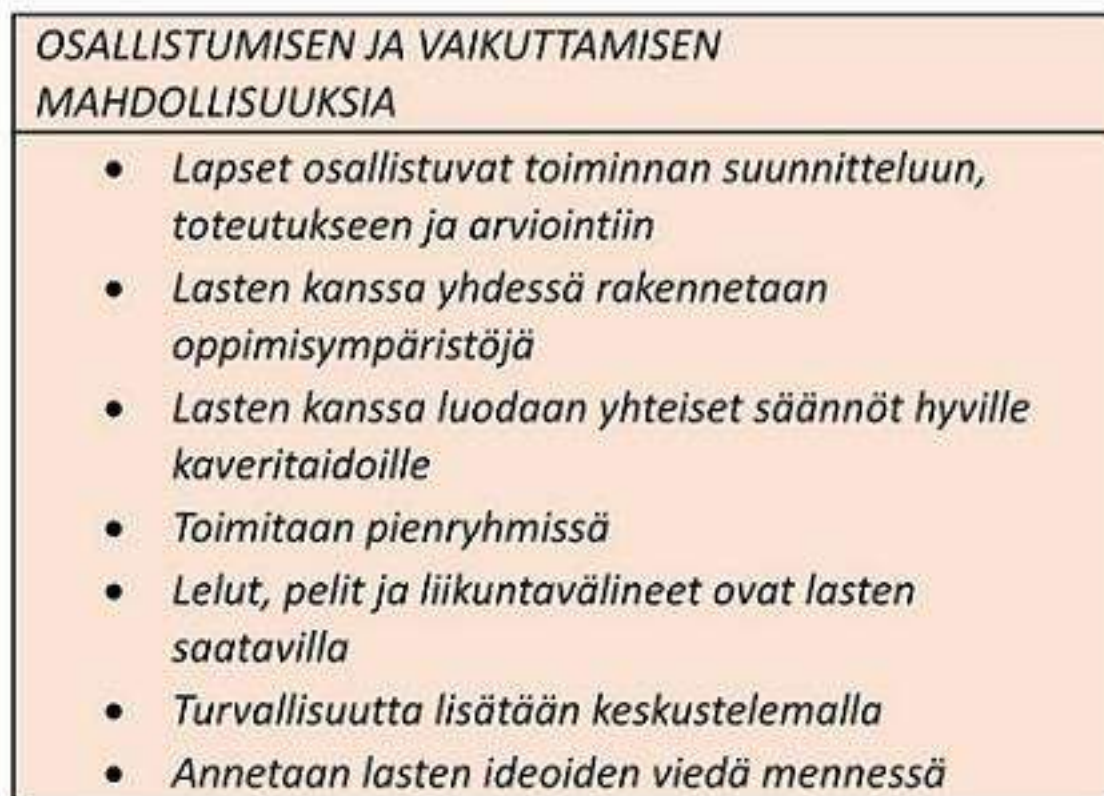 OSALLISTUMISEN JA VAIKUTTAMISEN
MAHDOLLISUUKSIA
• Lapset osallistuvat toiminnan suunnitteluun,
toteutukseen ja arviointiin
• Lasten kanssa yhdessä rakennetaan
oppimisympäristöjä
• Lasten kanssa luodaan yhteiset säännöt hyville
kaveritaidoille
• Toimitaan pienryhmissä
• Lelut, pelit ja liikuntavälineet ovat lasten
saatavilla
• Turvallisuutta lisätään keskustelemalla
• Annetaan lasten ideoiden viedä mennessä